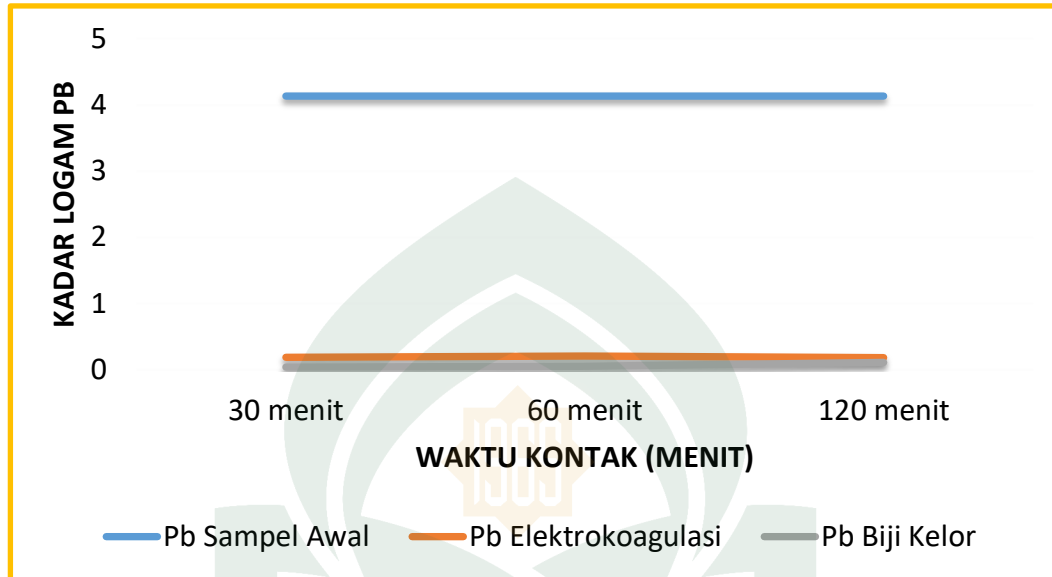 5
4
3
2
1
0
KADAR LOGAM PB
30 menit 60 menit 120 menit
WAKTU KONTAK (MENIT)
1965
Pb Sampel Awal Pb Elektrokoagulasi Pb Biji Kelor